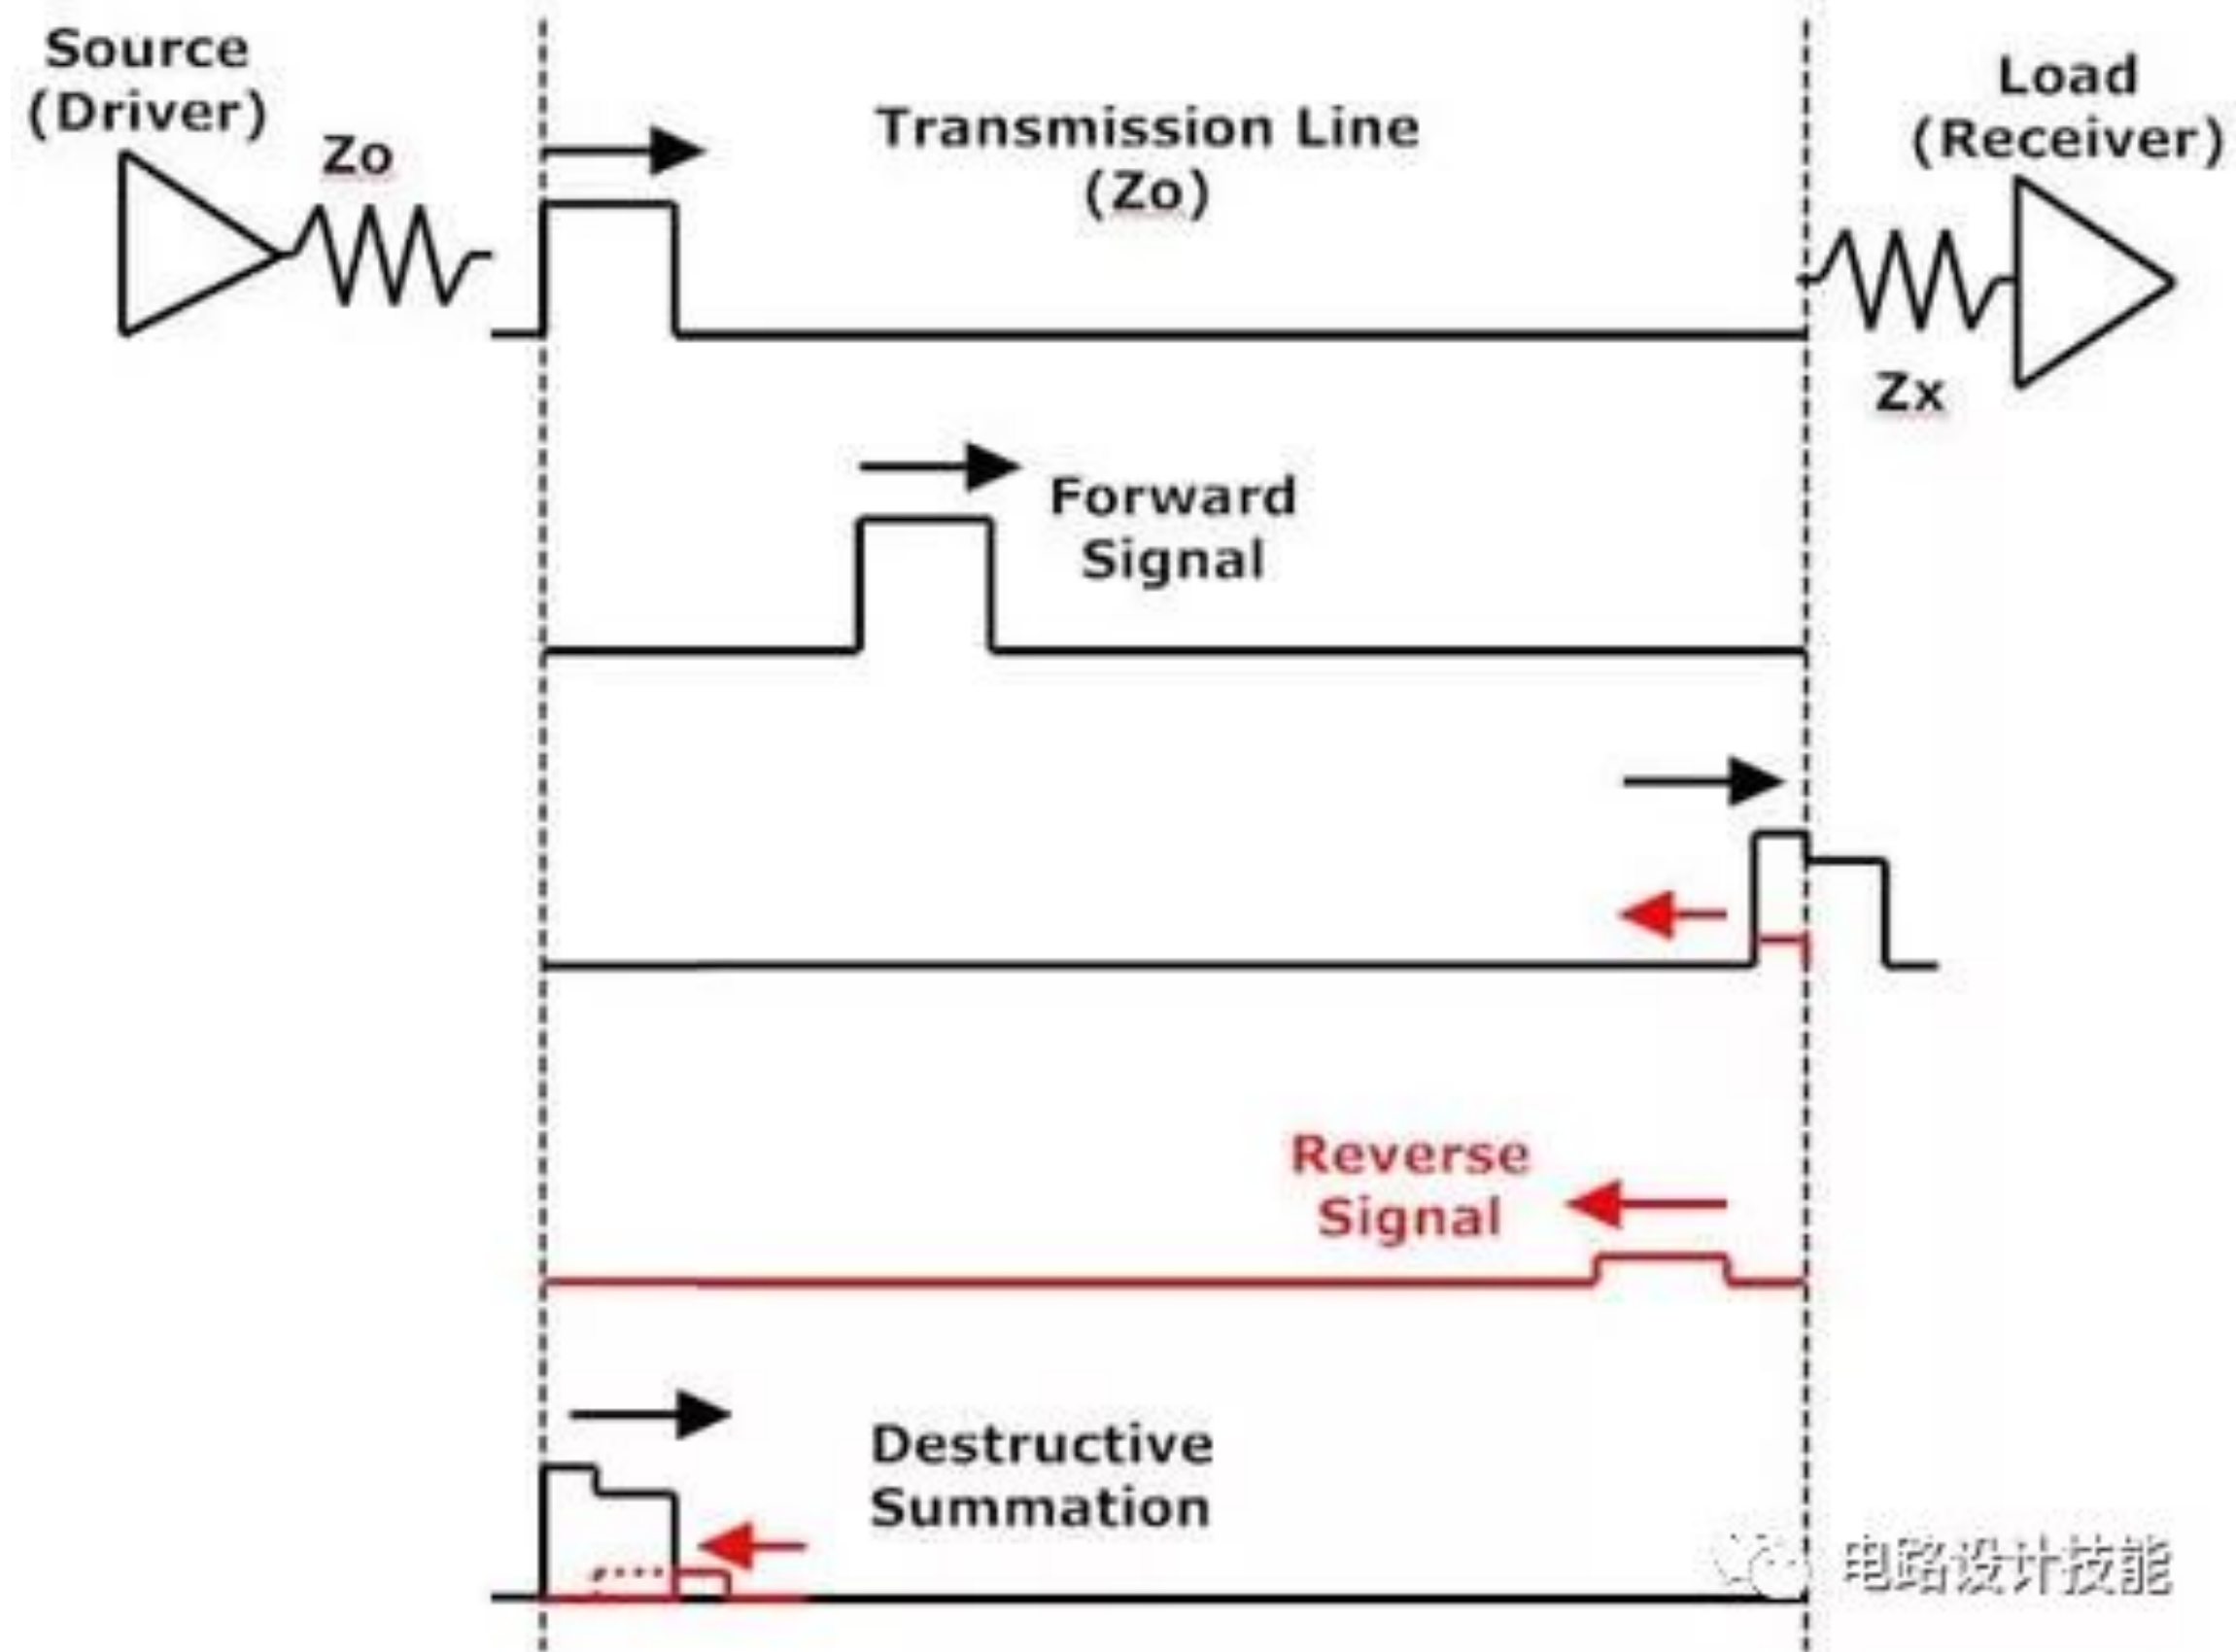 Source
(Driver)
Zo
Transmission Line
(Zo)
Load
(Receiver)
Zx
Forward
Signal
Reverse
Signal
Destructive
Summation
电路设计技能